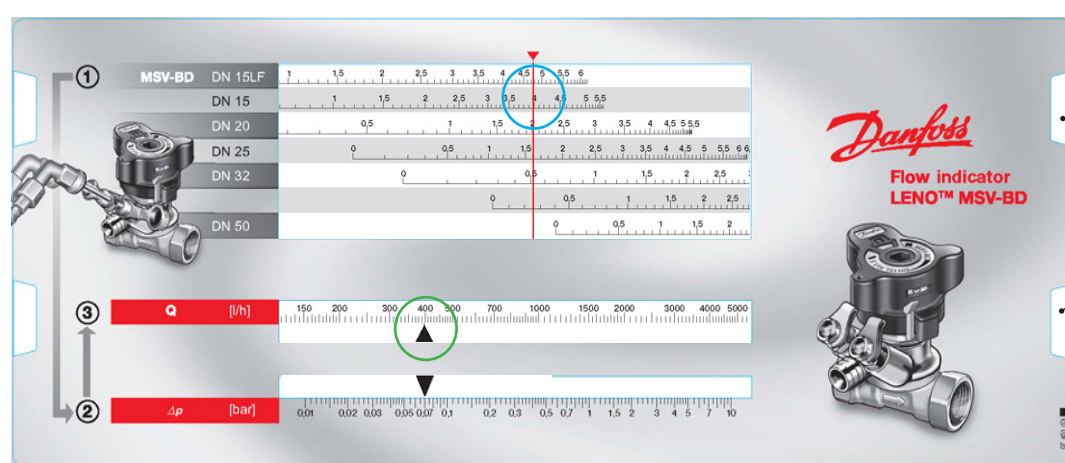 1 MSV-BD DN 15LF 1 1,5 2 2,5 3 3,5 4 4,5 5 5,5 6
DN 15 1 1,5 2 2,5 3 3,5 4 4,5 5 5,5
DN 20 0,5 1 1,5 2 2,5 3 3,5 4 4,5 5,5
DN 25 0 0,5 1 1,5 2 2,5 3 3,5 4 4,5 5 5,5 6 6,
DN 32 0 0,5 1 1,5 2 2,5
0 0,5 1 1,5 2 2,5
DN 50 0 0,5 1 1,5 2
Danfoss
Flow indicator
LENO™ MSV-BD
3 Q [l/h] 150 200 300 400 500 700 1000 1500 2000 3000 4000 5000
2 Δp [bar] 0,01 0,02 0,03 0,05 0,07 0,1 0,2 0,3 0,5 0,7 1 1,5 2 3 4 5 7 10